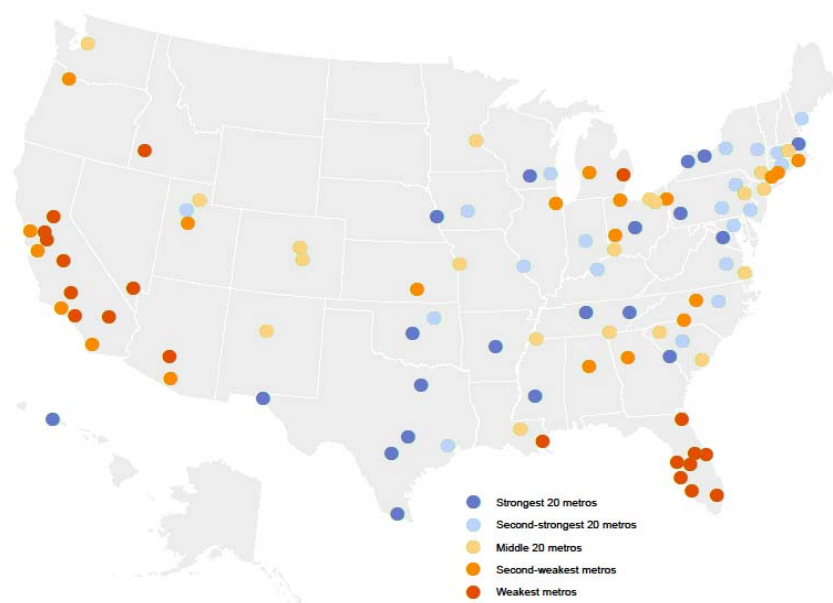 Strongest 20 metros
Second-strongest 20 metros
Middle 20 metros
Second-weakest metros
Weakest metros